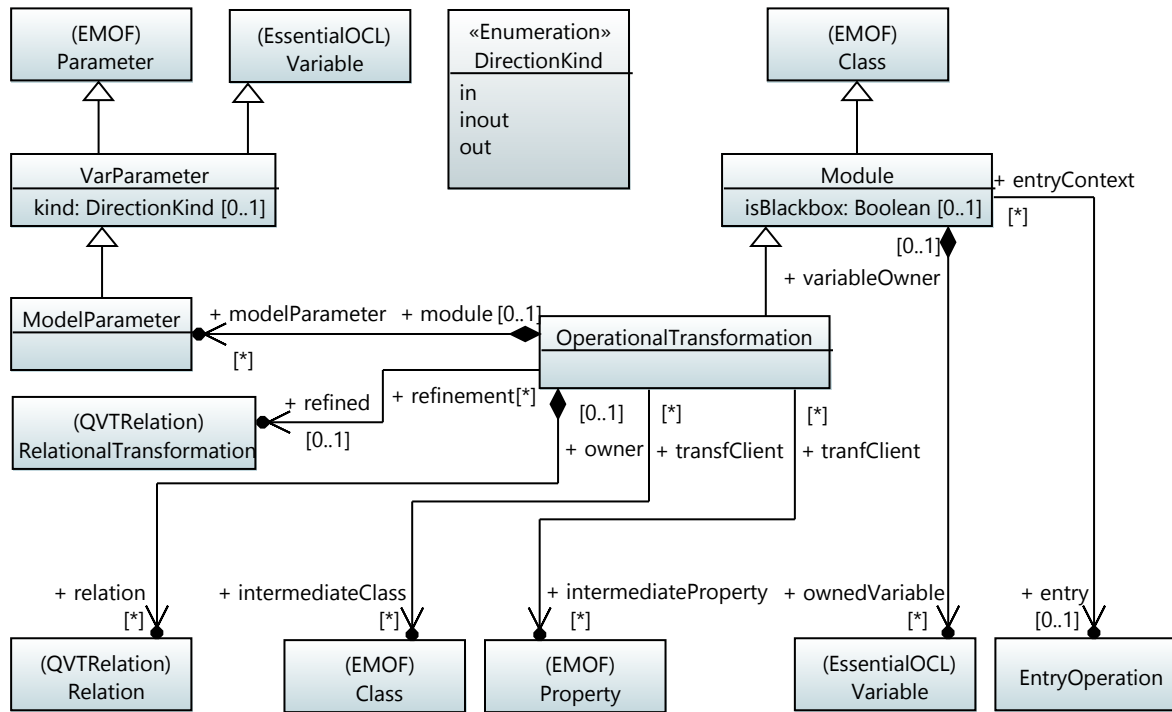 (EMOF)
Parameter
(EssentialOCL)
Variable
«Enumeration»
DirectionKind
in
inout
out
(EMOF)
Class
VarParameter
kind: DirectionKind [0..1]
Module
isBlackbox: Boolean [0..1]
+ entryContext
[*]
[0..1]
+ variableOwner
ModelParameter
+ modelParameter
[*]
+ module [0..1]
OperationalTransformation
(QVTRelation)
RelationalTransformation
+ refined
[0..1]
+ refinement[*]
[0..1]
+ owner
[*]
+ transfClient
[*]
+ tranfClient
+ relation
[*]
+ intermediateClass
[*]
+ intermediateProperty
[*]
+ ownedVariable
[*]
+ entry
[0..1]
(QVTRelation)
Relation
(EMOF)
Class
(EMOF)
Property
(EssentialOCL)
Variable
EntryOperation